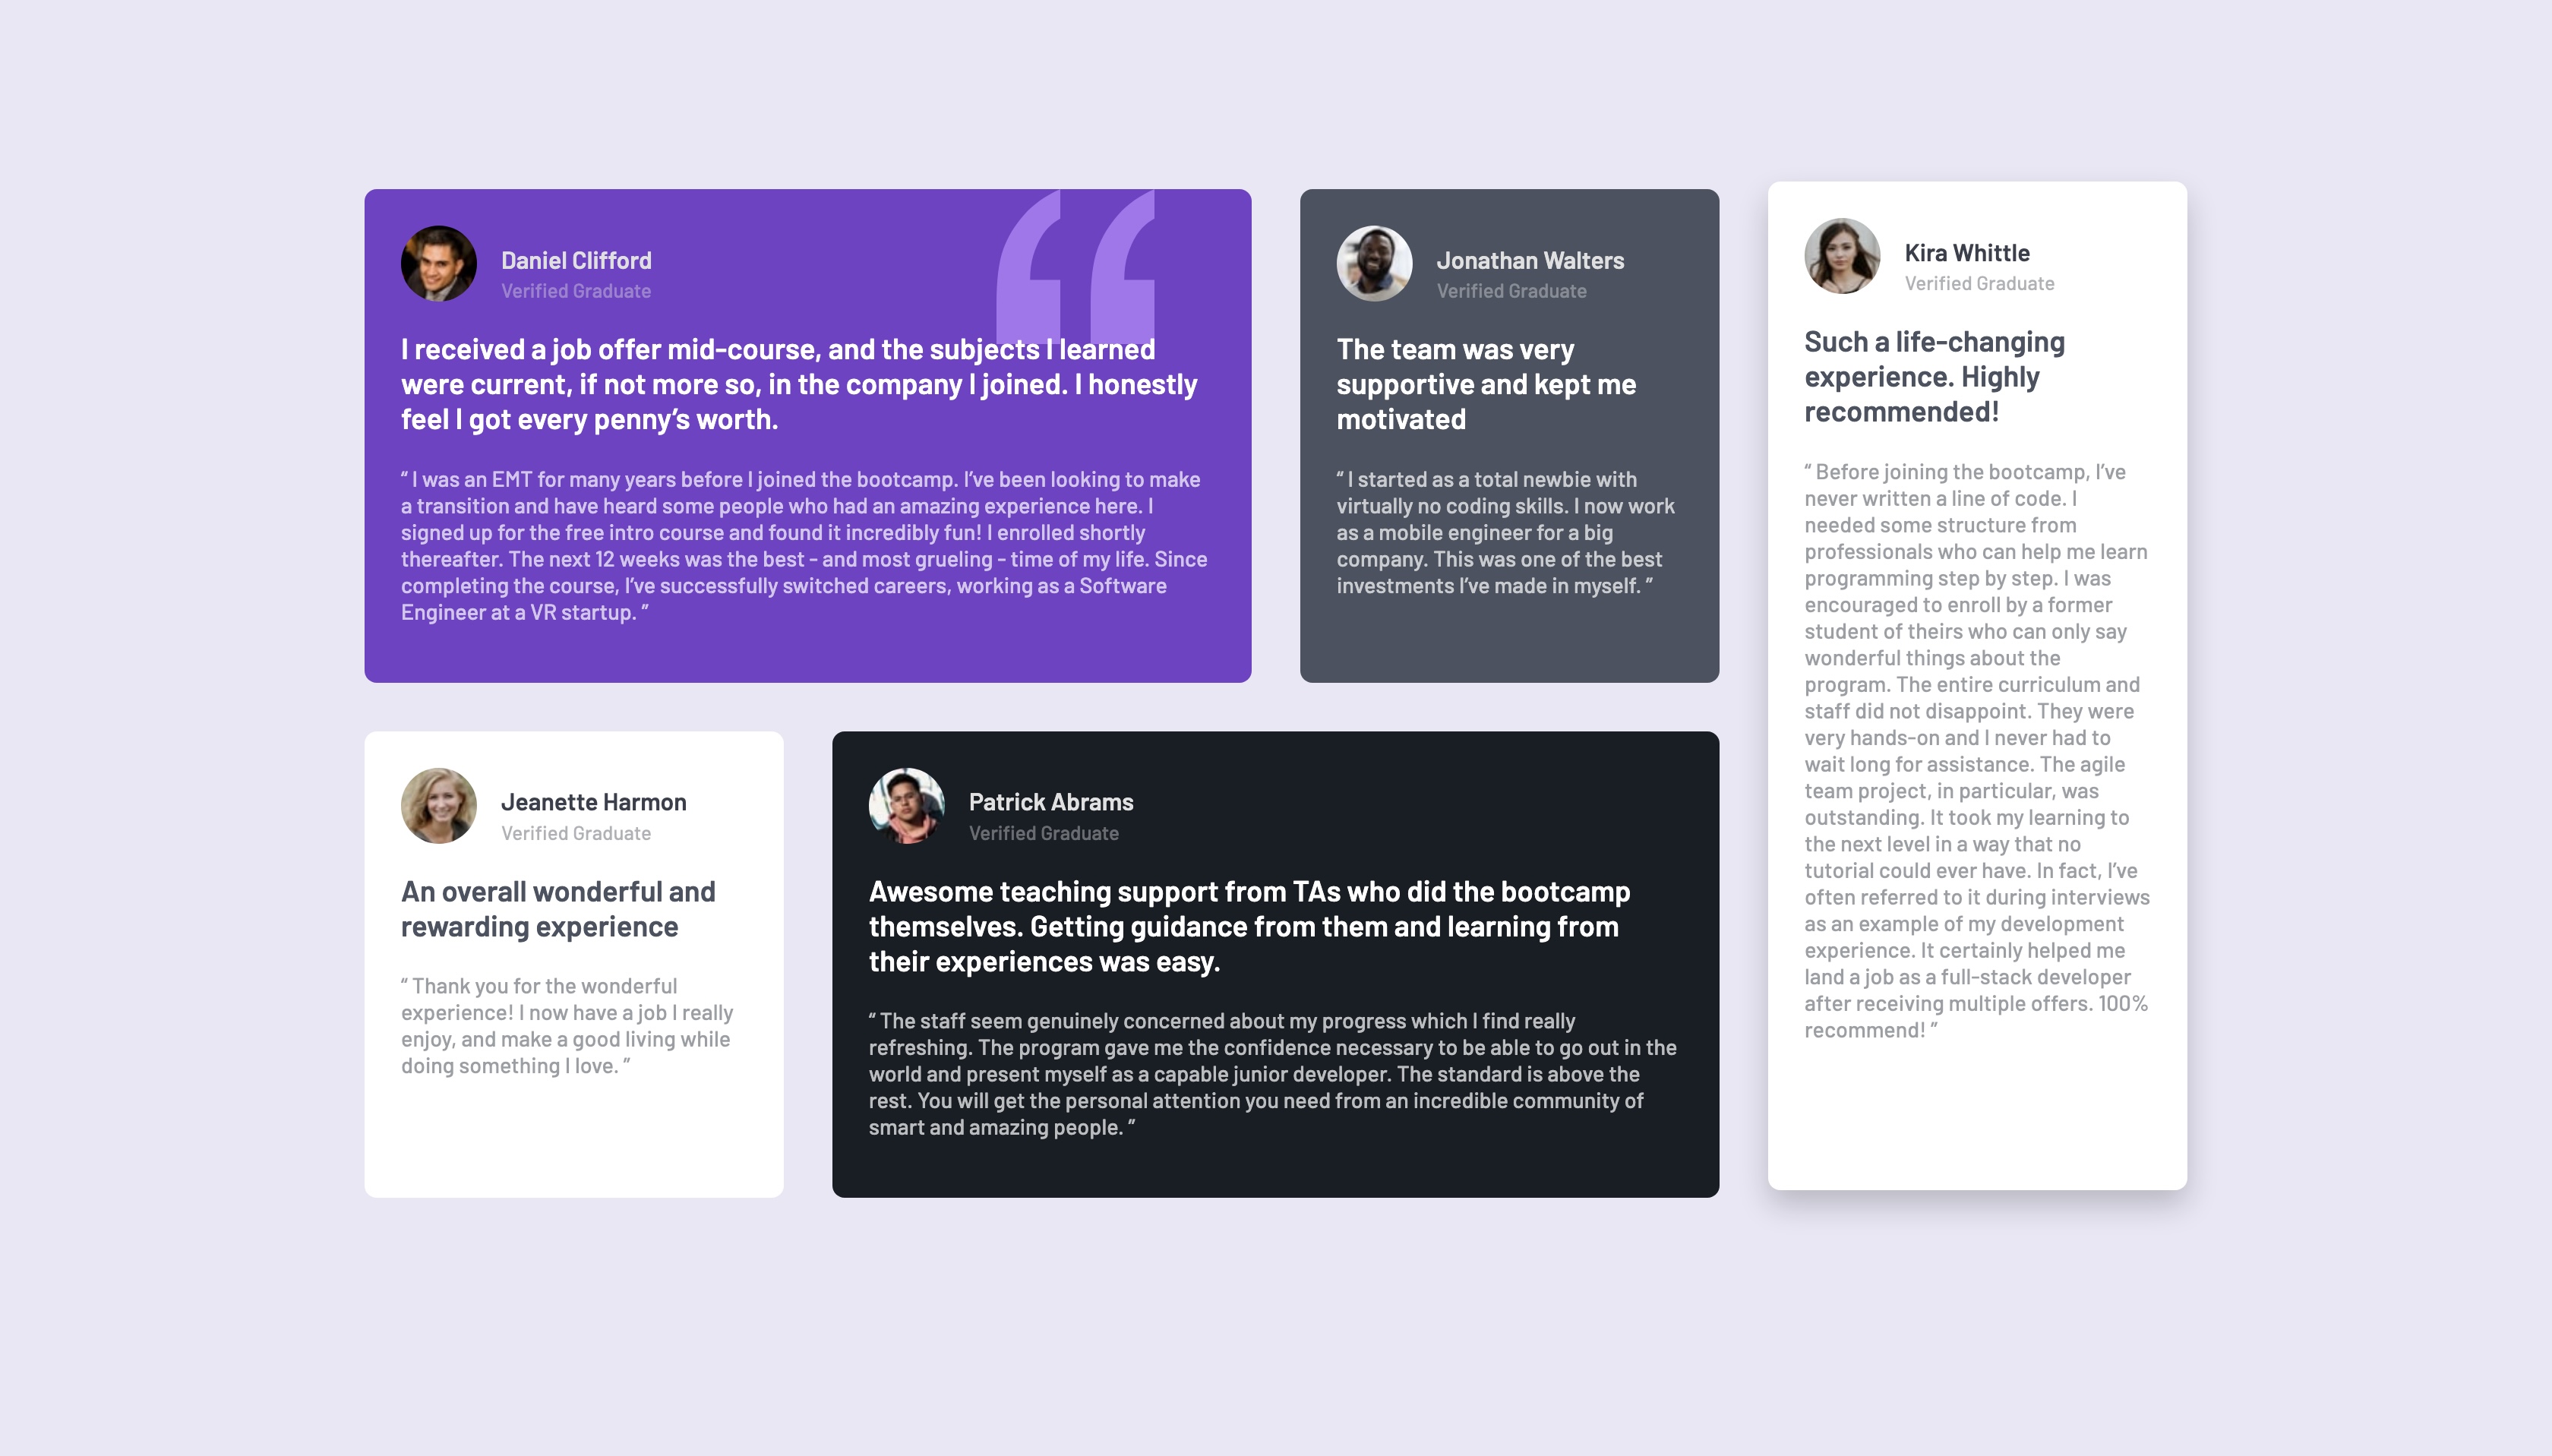 Daniel Clifford
Verified Graduate
I received a job offer mid-course, and the subjects I learned
were current, if not more so, in the company I joined. I honestly
feel I got every penny’s worth.
“ I was an EMT for many years before I joined the bootcamp. I’ve been looking to make
a transition and have heard some people who had an amazing experience here. I
signed up for the free intro course and found it incredibly fun! I enrolled shortly
thereafter. The next 12 weeks was the best - and most grueling - time of my life. Since
completing the course, I’ve successfully switched careers, working as a Software
Engineer at a VR startup. ”
Jonathan Walters
Verified Graduate
The team was very
supportive and kept me
motivated
“ I started as a total newbie with
virtually no coding skills. I now work
as a mobile engineer for a big
company. This was one of the best
investments I’ve made in myself. ”
Kira Whittle
Verified Graduate
Such a life-changing
experience. Highly
recommended!
“ Before joining the bootcamp, I’ve
never written a line of code. I
needed some structure from
professionals who can help me learn
programming step by step. I was
encouraged to enroll by a former
student of theirs who can only say
wonderful things about the
program. The entire curriculum and
staff did not disappoint. They were
very hands-on and I never had to
wait long for assistance. The agile
team project, in particular, was
outstanding. It took my learning to
the next level in a way that no
tutorial could ever have. In fact, I’ve
often referred to it during interviews
as an example of my development
experience. It certainly helped me
land a job as a full-stack developer
after receiving multiple offers. 100%
recommend! ”
Jeanette Harmon
Verified Graduate
An overall wonderful and
rewarding experience
“ Thank you for the wonderful
experience! I now have a job I really
enjoy, and make a good living while
doing something I love. ”
Patrick Abrams
Verified Graduate
Awesome teaching support from TAs who did the bootcamp
themselves. Getting guidance from them and learning from
their experiences was easy.
“ The staff seem genuinely concerned about my progress which I find really
refreshing. The program gave me the confidence necessary to be able to go out in the
world and present myself as a capable junior developer. The standard is above the
rest. You will get the personal attention you need from an incredible community of
smart and amazing people. ”